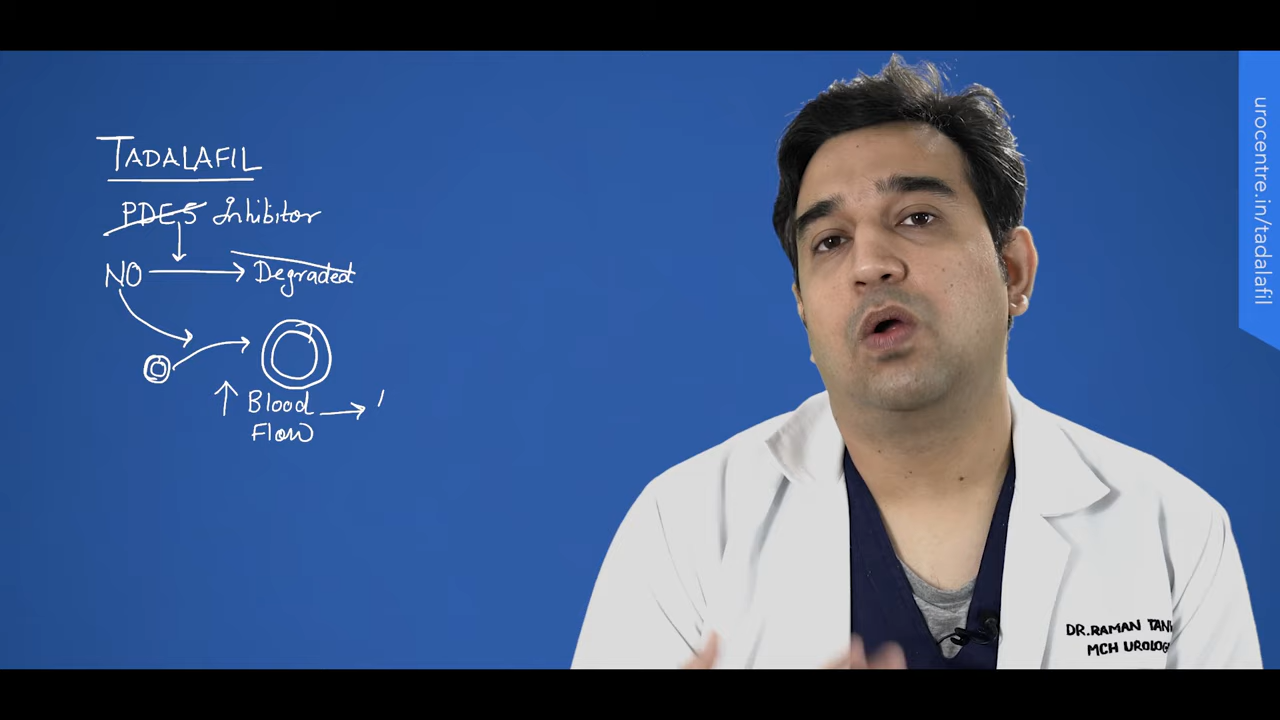 TADALAFIL
PDE5 Inhibitor
NO → Degraded
↑ Blood →
Flow
urocentre.in/tadalafil
DR. RAMAN
MCH